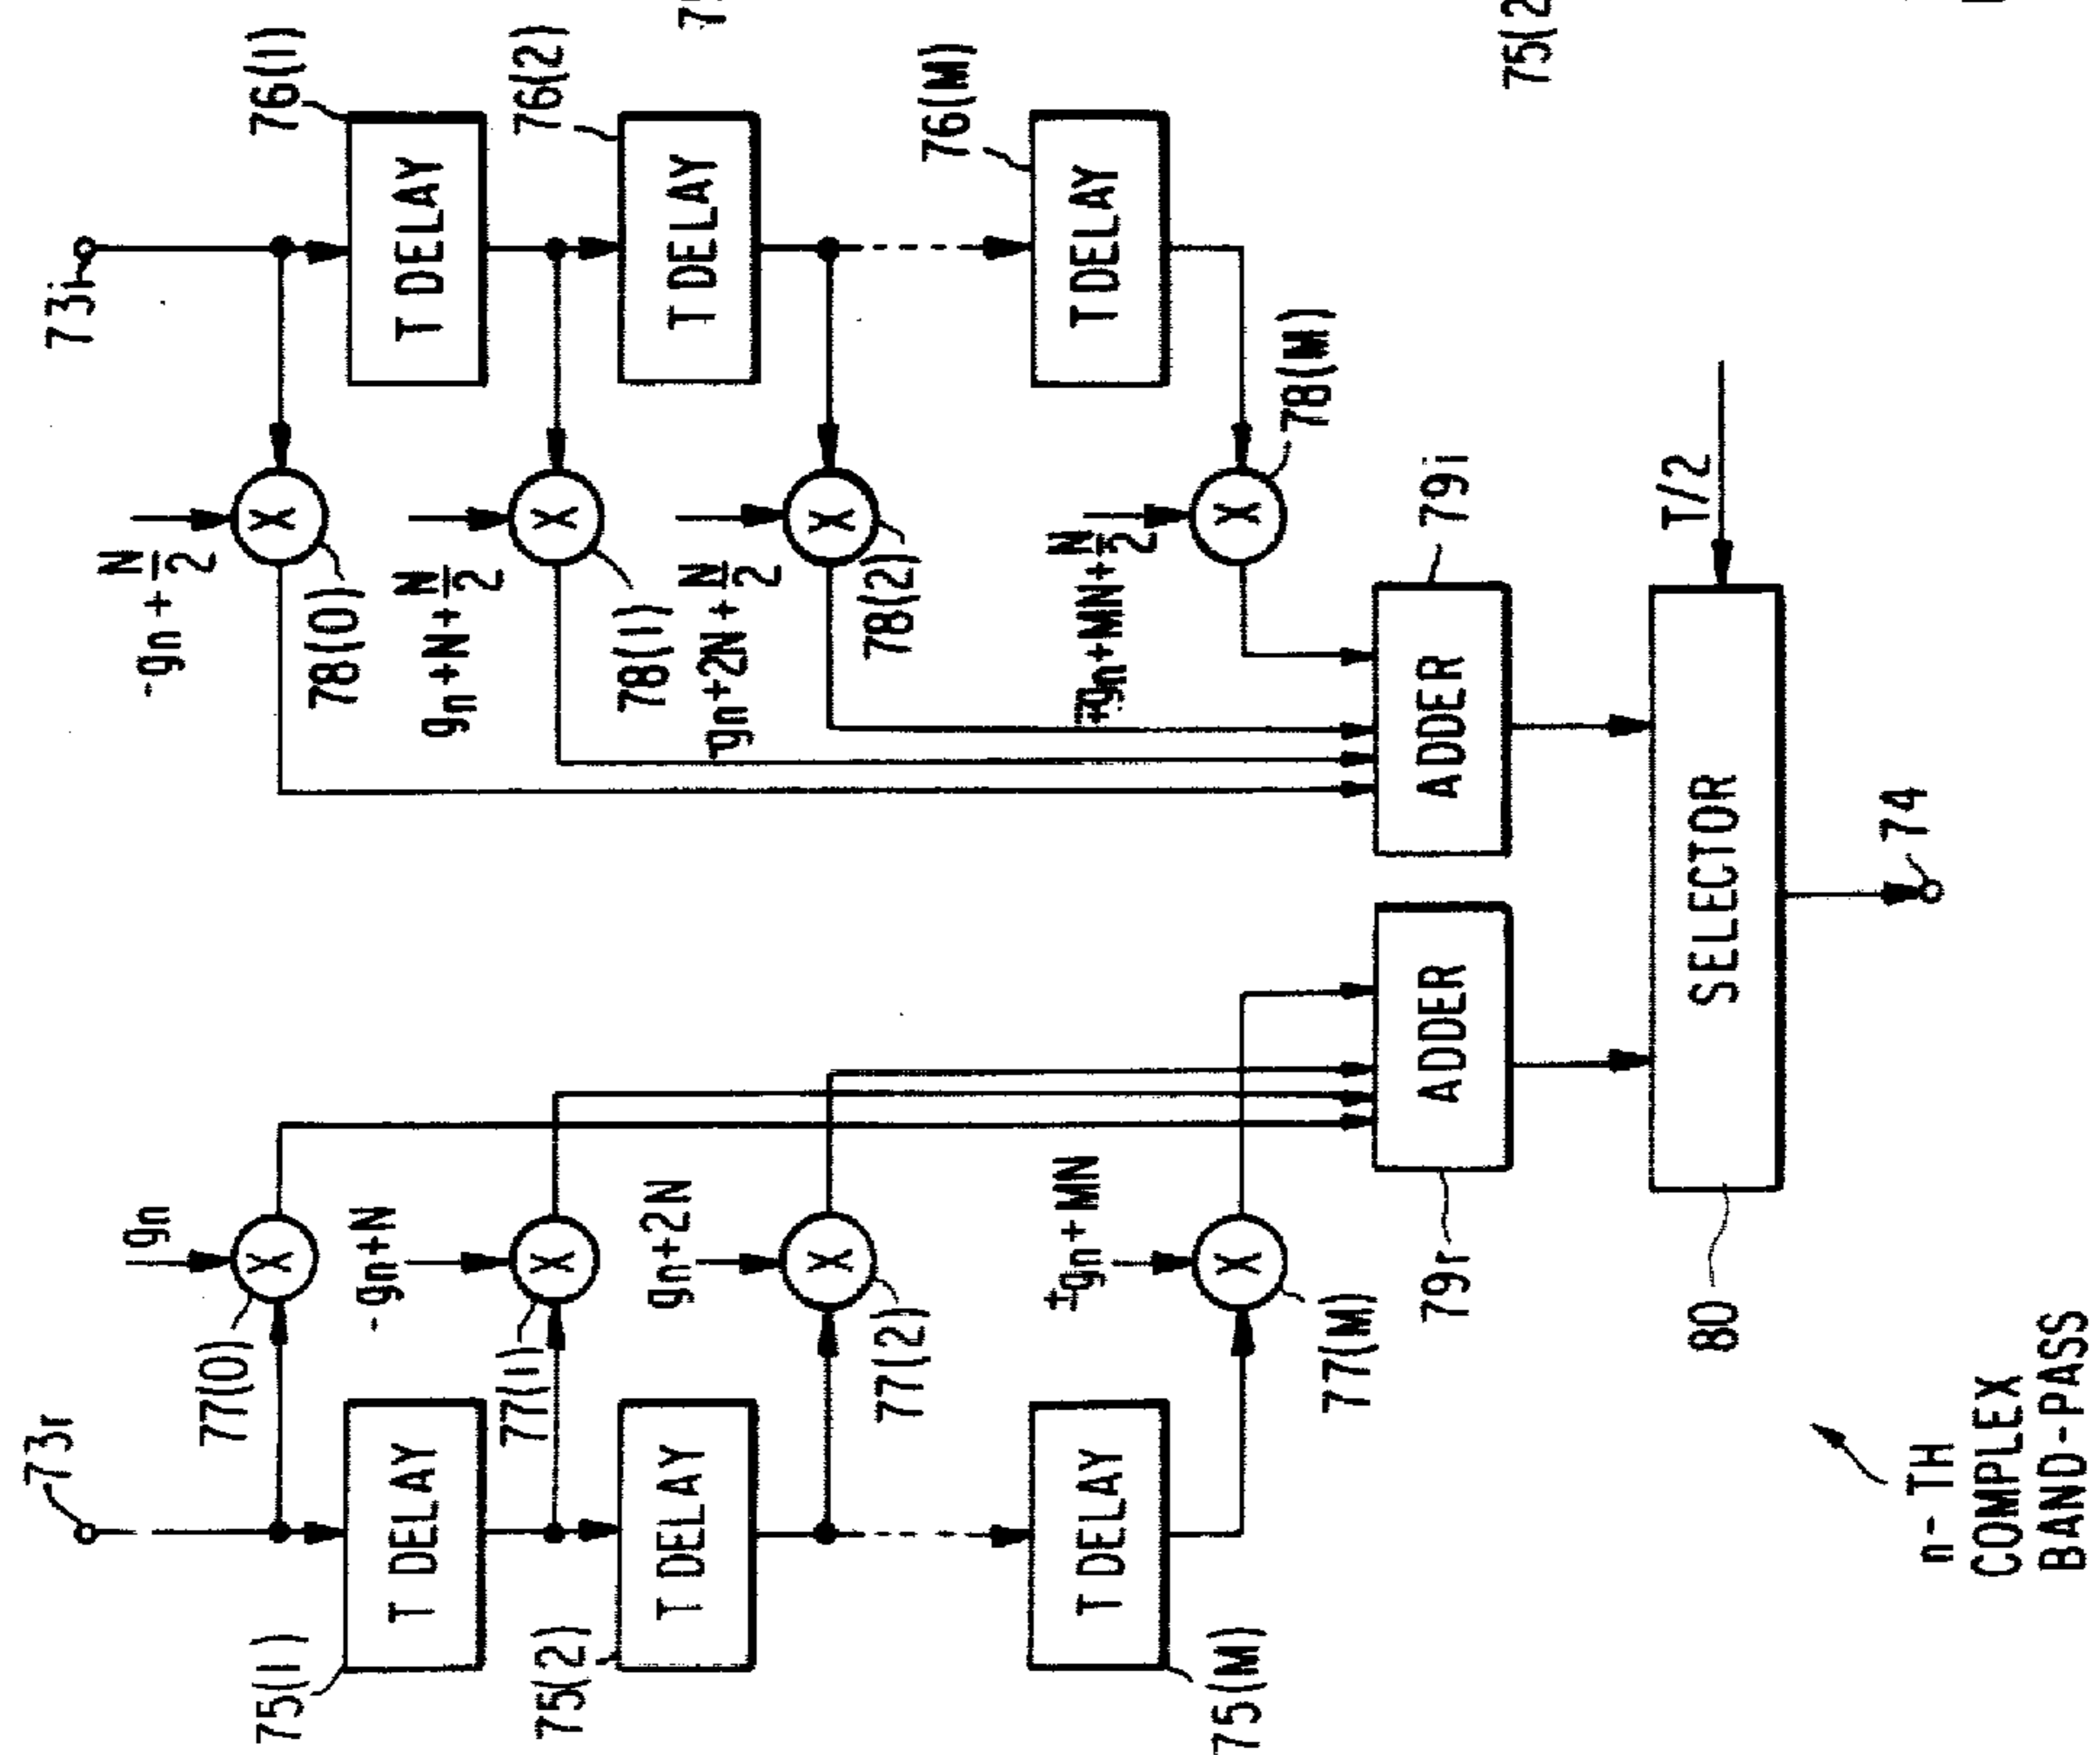 73r
73i
gn
-gn+N/2
77(0)
78(0)
75(1)
T DELAY
T DELAY
76(1)
-gn+N
gn+N+N/2
77(1)
78(1)
75(2)
T DELAY
T DELAY
76(2)
gn+2N
-gn+2N+N/2
77(2)
78(2)
75(M)
T DELAY
T DELAY
76(M)
±gn+MN
∓gn+MN+N/2
77(M)
78(M)
79r
ADDER
ADDER
79i
80
SELECTOR
T/2
74
n-TH
COMPLEX
BAND-PASS
75(2